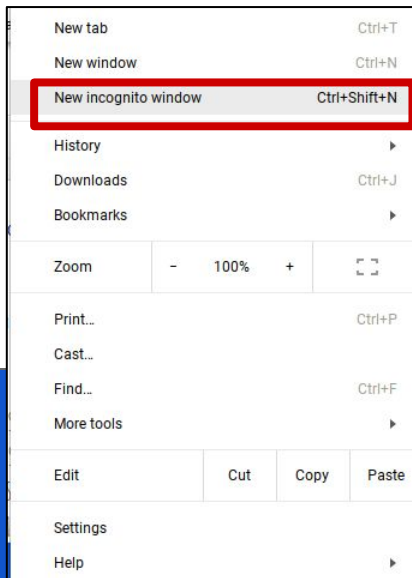 New tab Ctrl+T
New window Ctrl+N
New incognito window Ctrl+Shift+N
History
Downloads Ctrl+J
Bookmarks
Zoom - 100% +
Print... Ctrl+P
Cast...
Find... Ctrl+F
More tools
Edit Cut Copy Paste
Settings
Help